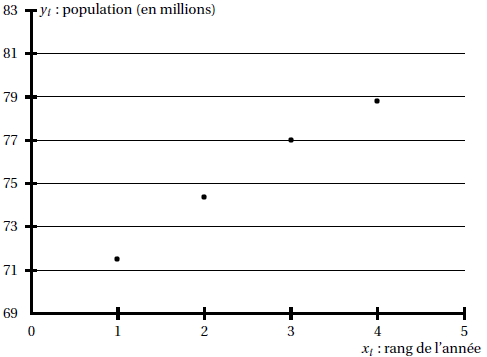 83
y_i : population (en millions)
81
79
77
75
73
71
69
0 1 2 3 4 5
x_i : rang de l'année